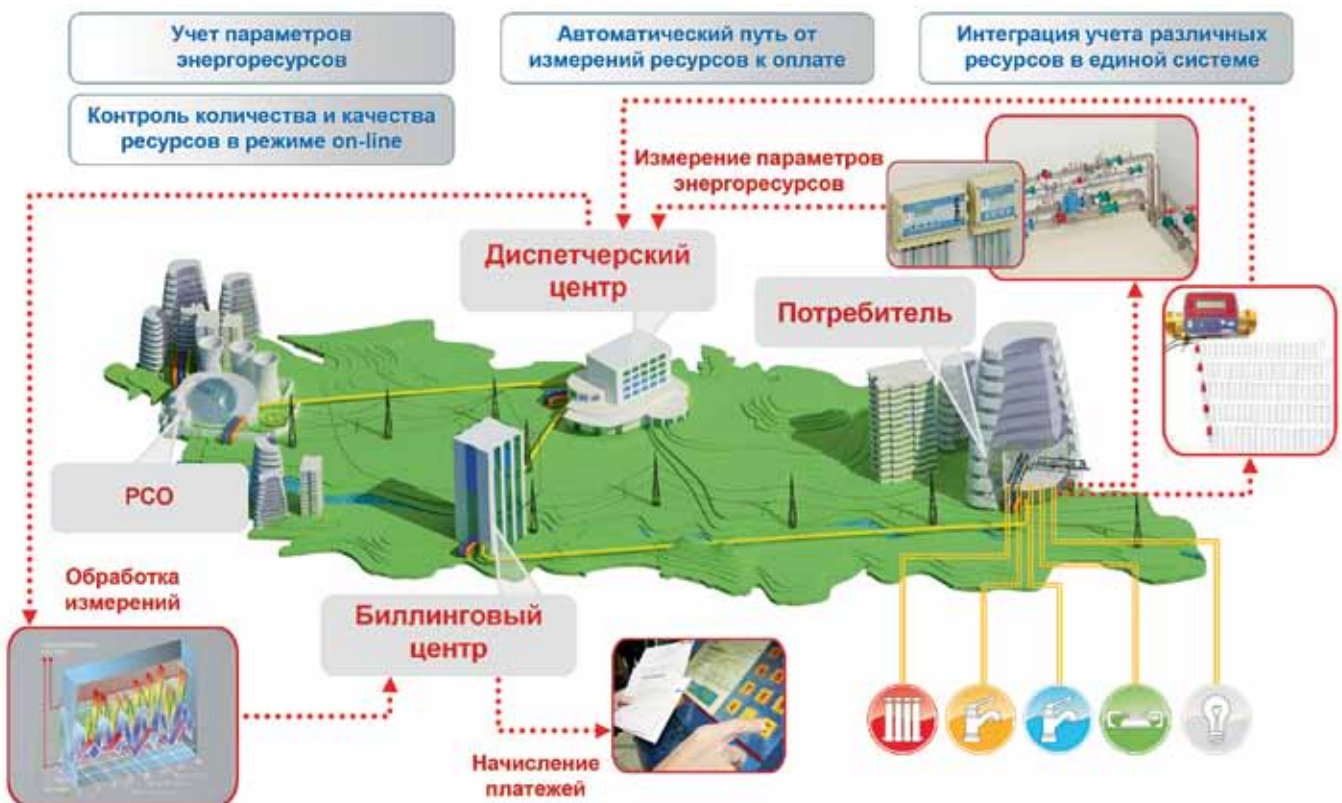 Учет параметров
энергоресурсов
Автоматический путь от
измерений ресурсов к оплате
Интеграция учета различных
ресурсов в единой системе
Контроль количества и качества
ресурсов в режиме on-line
Измерение параметров
энергоресурсов
Диспетчерский
центр
Потребитель
РСО
Обработка
измерений
Биллинговый
центр
Начисление
платежей